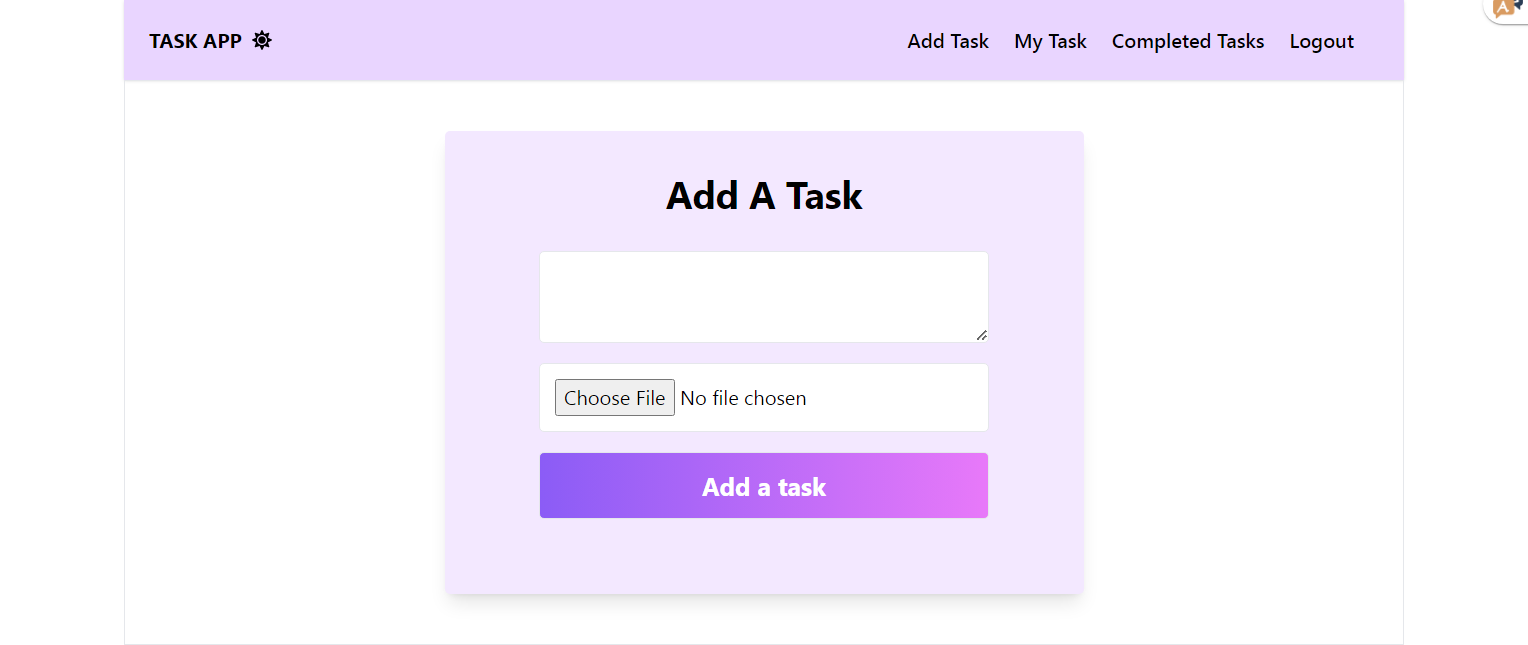 TASK APP
Add Task My Task Completed Tasks Logout
Add A Task
Choose File No file chosen
Add a task